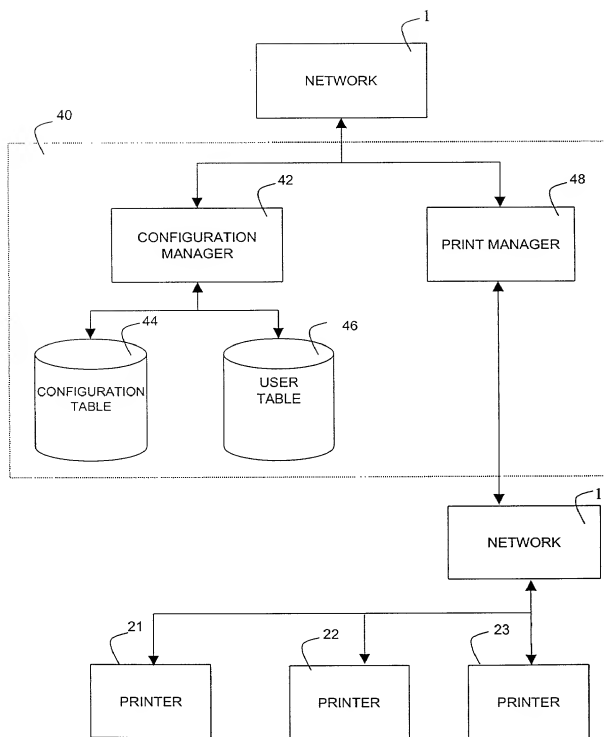 1
NETWORK
40
42
48
CONFIGURATION
MANAGER
PRINT MANAGER
44
46
CONFIGURATION
TABLE
USER
TABLE
1
NETWORK
21
22
23
PRINTER
PRINTER
PRINTER